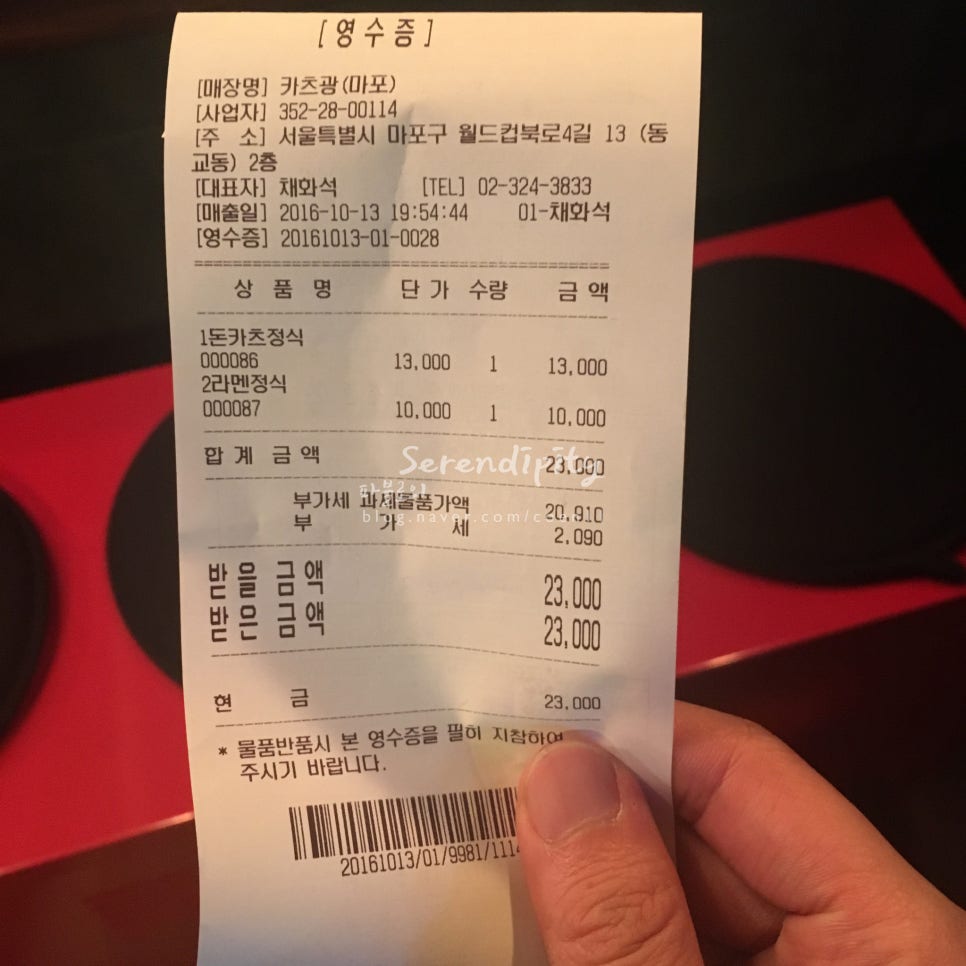 [영수증]
[매장명] 카츠광(마포)
[사업자] 352-28-00114
[주 소] 서울특별시 마포구 월드컵북로4길 13 (동
교동) 2층
[대표자] 채화석 [TEL] 02-324-3833
[매출일] 2016-10-13 19:54:44 01-채화석
[영수증] 20161013-01-0028
상 품 명 단 가 수량 금 액
1돈카츠정식
000086 13,000 1 13,000
2라멘정식
000087 10,000 1 10,000
합 계 금 액 23,000
Serendipity
부가세 과세물품가액 20,910
파블로임
blog.naver.com
부 가 세 2,090
받을 금액 23,000
받은 금액 23,000
현 금 23,000
* 물품반품시 본 영수증을 필히 지참하여
주시기 바랍니다.
20161013/01/9981/111